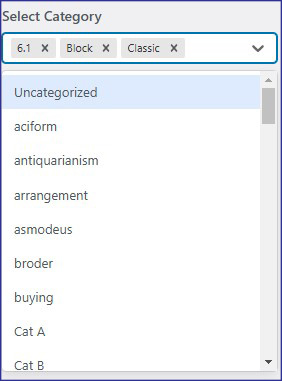 Select Category
6.1 × Block × Classic ×
Uncategorized
aciform
antiquarianism
arrangement
asmodeus
broder
buying
Cat A
Cat B